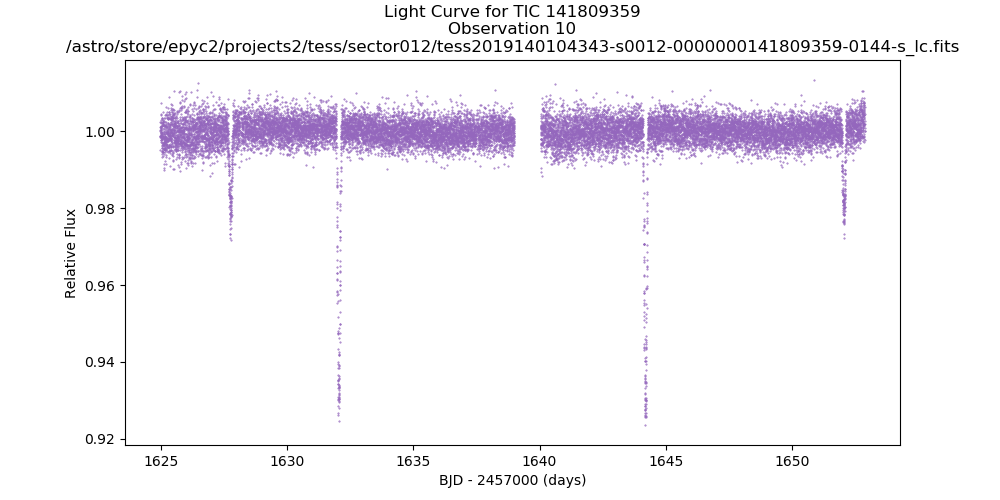 Light Curve for TIC 141809359
Observation 10
/astro/store/epyc2/projects2/tess/sector012/tess2019140104343-s0012-0000000141809359-0144-s_lc.fits
1.00
0.98
0.96
0.94
0.92
Relative Flux
1625
1630
1635
1640
1645
1650
BJD - 2457000 (days)